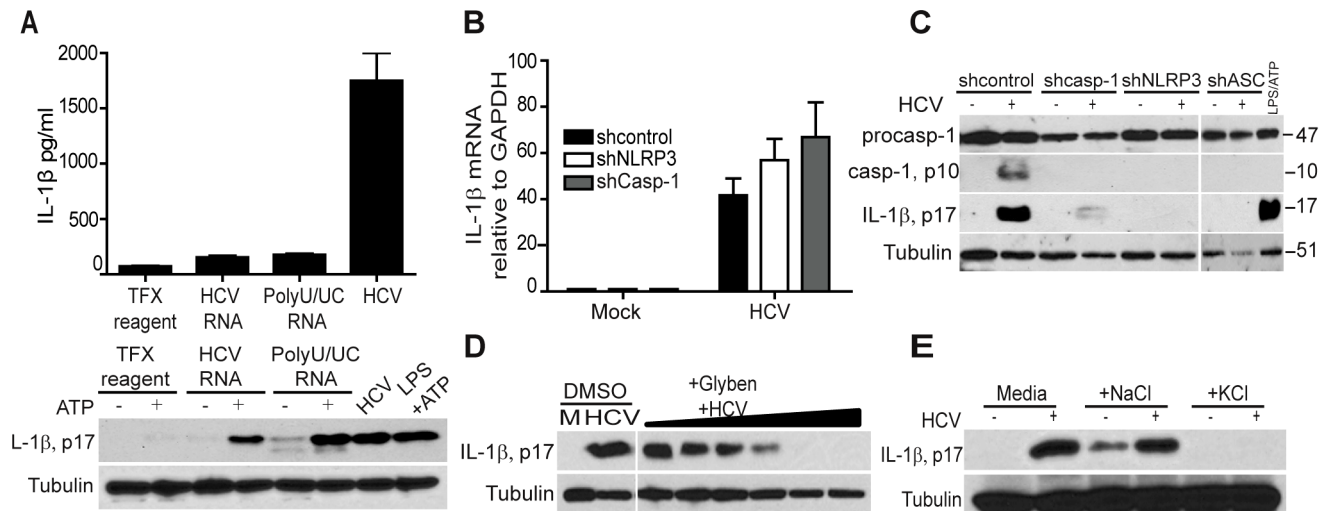 A
2000
1500
1000
500
0
IL-1β pg/ml
TFX reagent
HCV RNA
PolyU/UC RNA
HCV
TFX reagent
HCV RNA
PolyU/UC RNA
HCV
LPS +ATP
ATP - + - + - +
L-1β, p17
Tubulin
B
100
80
60
40
20
0
IL-1β mRNA
relative to GAPDH
shcontrol
shNLRP3
shCasp-1
Mock HCV
C
shcontrol shcasp-1 shNLRP3 shASC LPS/ATP
HCV - + - + - + - +
procasp-1 –47
casp-1, p10 –10
IL-1β, p17 –17
Tubulin –51
D
DMSO +Glyben
M HCV +HCV
IL-1β, p17
Tubulin
E
Media +NaCl +KCl
HCV - + - + - +
IL-1β, p17
Tubulin